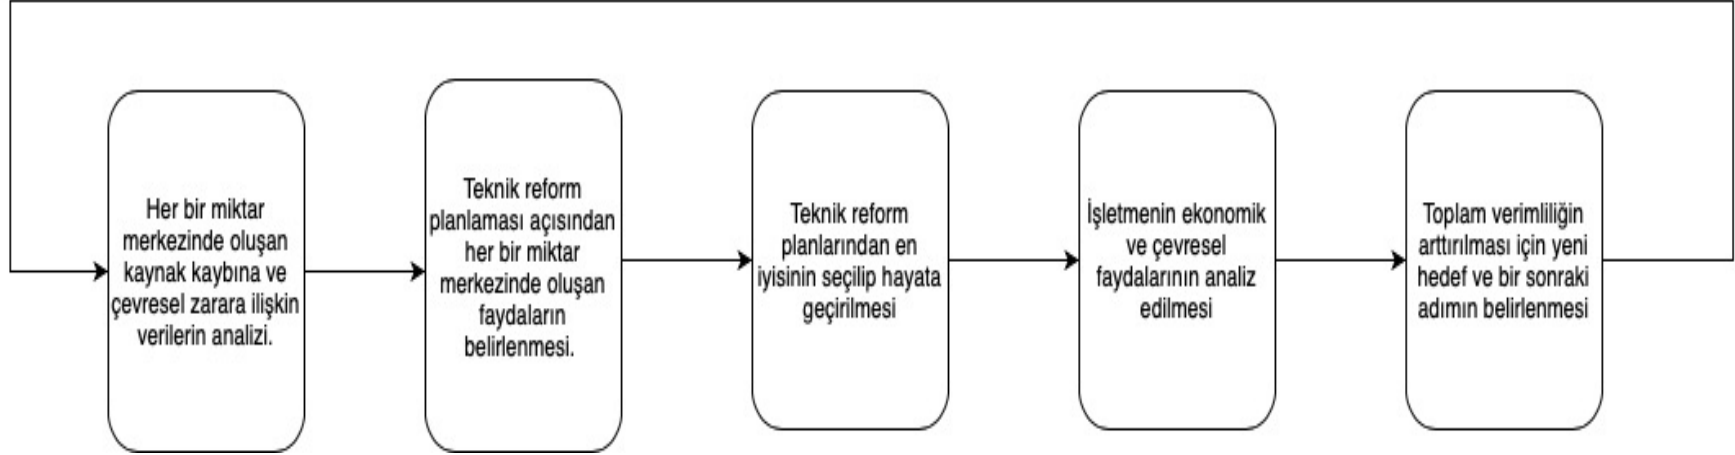 Her bir miktar
merkezinde oluşan
kaynak kaybına ve
çevresel zarara ilişkin
verilerin analizi.
Teknik reform
planlaması açısından
her bir miktar
merkezinde oluşan
faydaların
belirlenmesi.
Teknik reform
planlarından en
iyisinin seçilip hayata
geçirilmesi
İşletmenin ekonomik
ve çevresel
faydalarının analiz
edilmesi
Toplam verimliliğin
arttırılması için yeni
hedef ve bir sonraki
adımın belirlenmesi